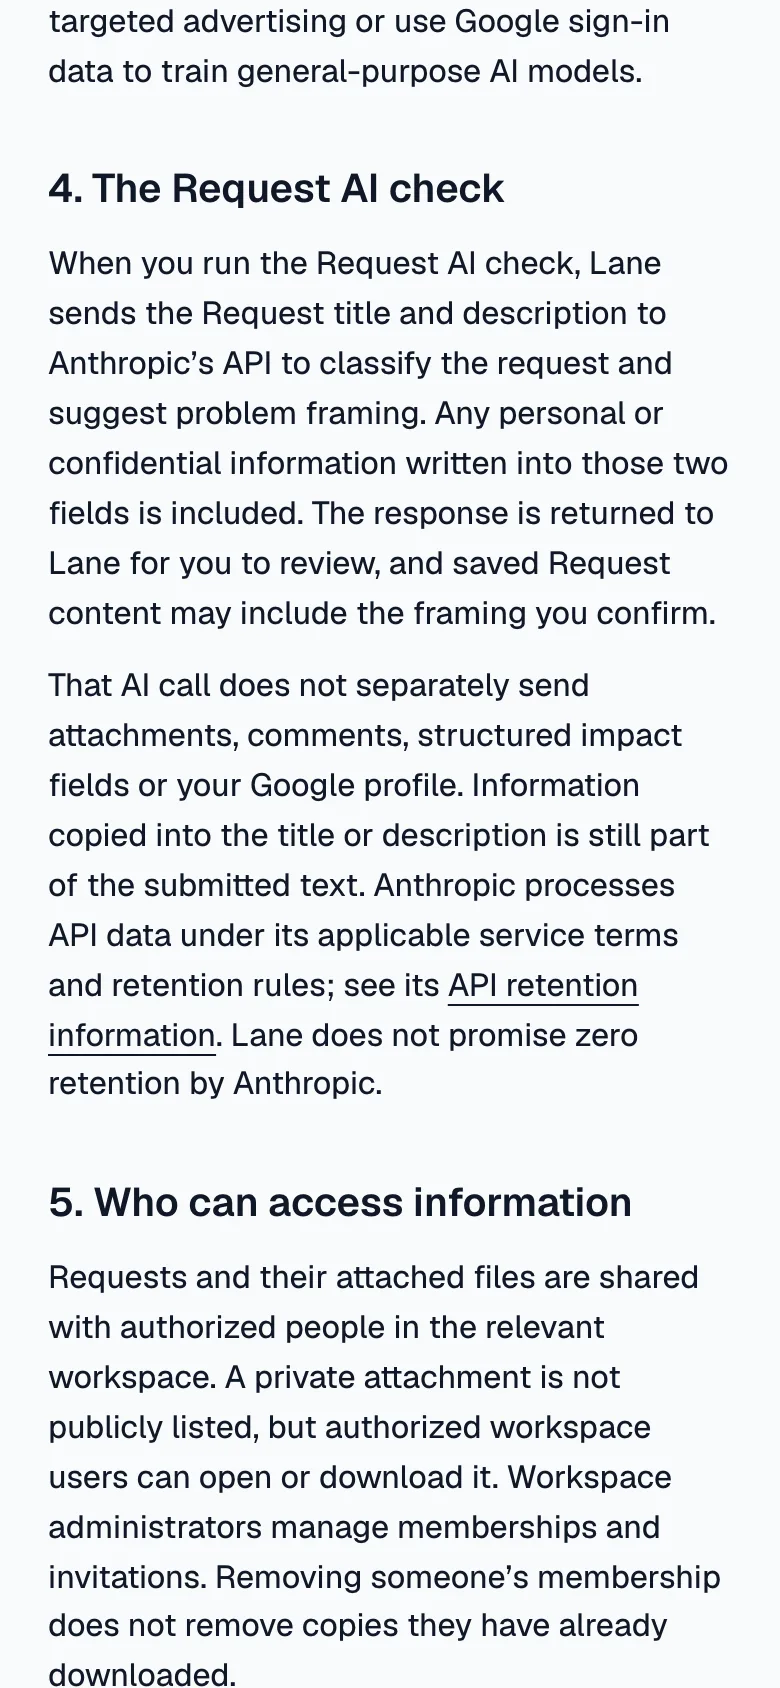 targeted advertising or use Google sign-in
data to train general-purpose AI models.
4. The Request AI check
When you run the Request AI check, Lane
sends the Request title and description to
Anthropic’s API to classify the request and
suggest problem framing. Any personal or
confidential information written into those two
fields is included. The response is returned to
Lane for you to review, and saved Request
content may include the framing you confirm.
That AI call does not separately send
attachments, comments, structured impact
fields or your Google profile. Information
copied into the title or description is still part
of the submitted text. Anthropic processes
API data under its applicable service terms
and retention rules; see its API retention
information. Lane does not promise zero
retention by Anthropic.
5. Who can access information
Requests and their attached files are shared
with authorized people in the relevant
workspace. A private attachment is not
publicly listed, but authorized workspace
users can open or download it. Workspace
administrators manage memberships and
invitations. Removing someone’s membership
does not remove copies they have already
downloaded.